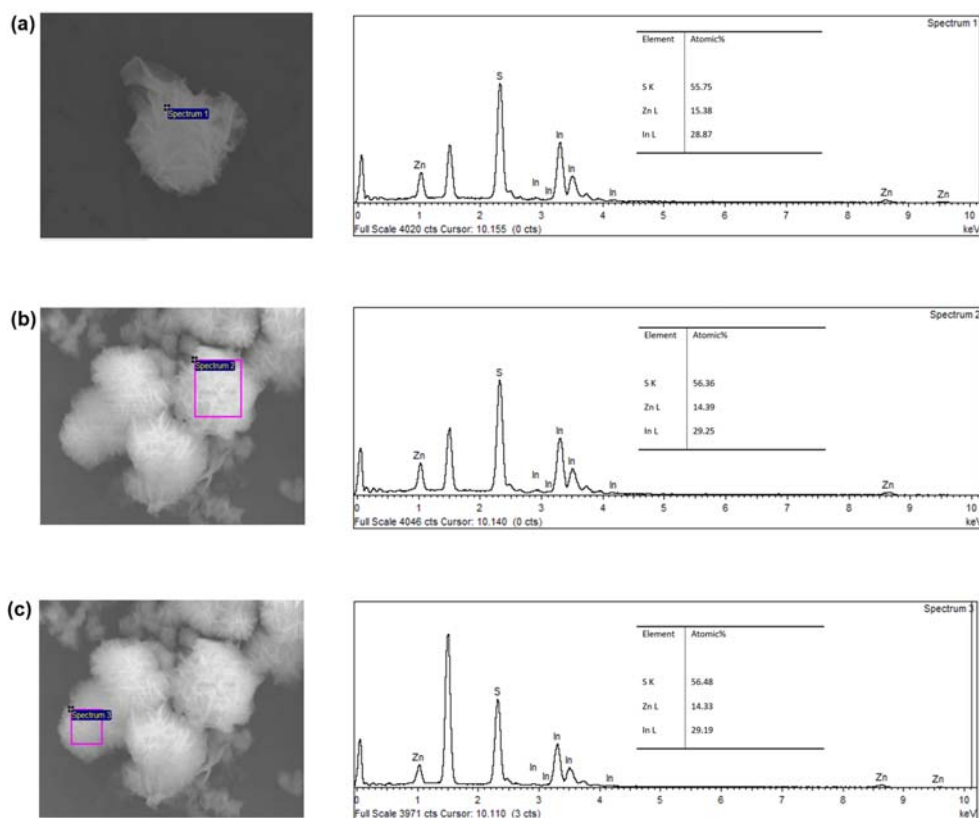 (a)
Spectrum 1
Spectrum 1
Element Atomic%
S K 55.75
Zn L 15.38
In L 28.87
S
In
Zn
In
In
In
In
Zn
Zn
0 1 2 3 4 5 6 7 8 9 10
Full Scale 4020 cts Cursor: 10.155 (0 cts)
keV
(b)
Spectrum 2
Spectrum 2
Element Atomic%
S K 56.36
Zn L 14.39
In L 29.25
S
In
Zn
In
In
In
In
Zn
0 1 2 3 4 5 6 7 8 9 10
Full Scale 4046 cts Cursor: 10.140 (0 cts)
keV
(c)
Spectrum 3
Spectrum 3
Element Atomic%
S K 56.48
Zn L 14.33
In L 29.19
S
In
Zn
In
In
In
In
Zn
Zn
0 1 2 3 4 5 6 7 8 9 10
Full Scale 3971 cts Cursor: 10.110 (3 cts)
keV